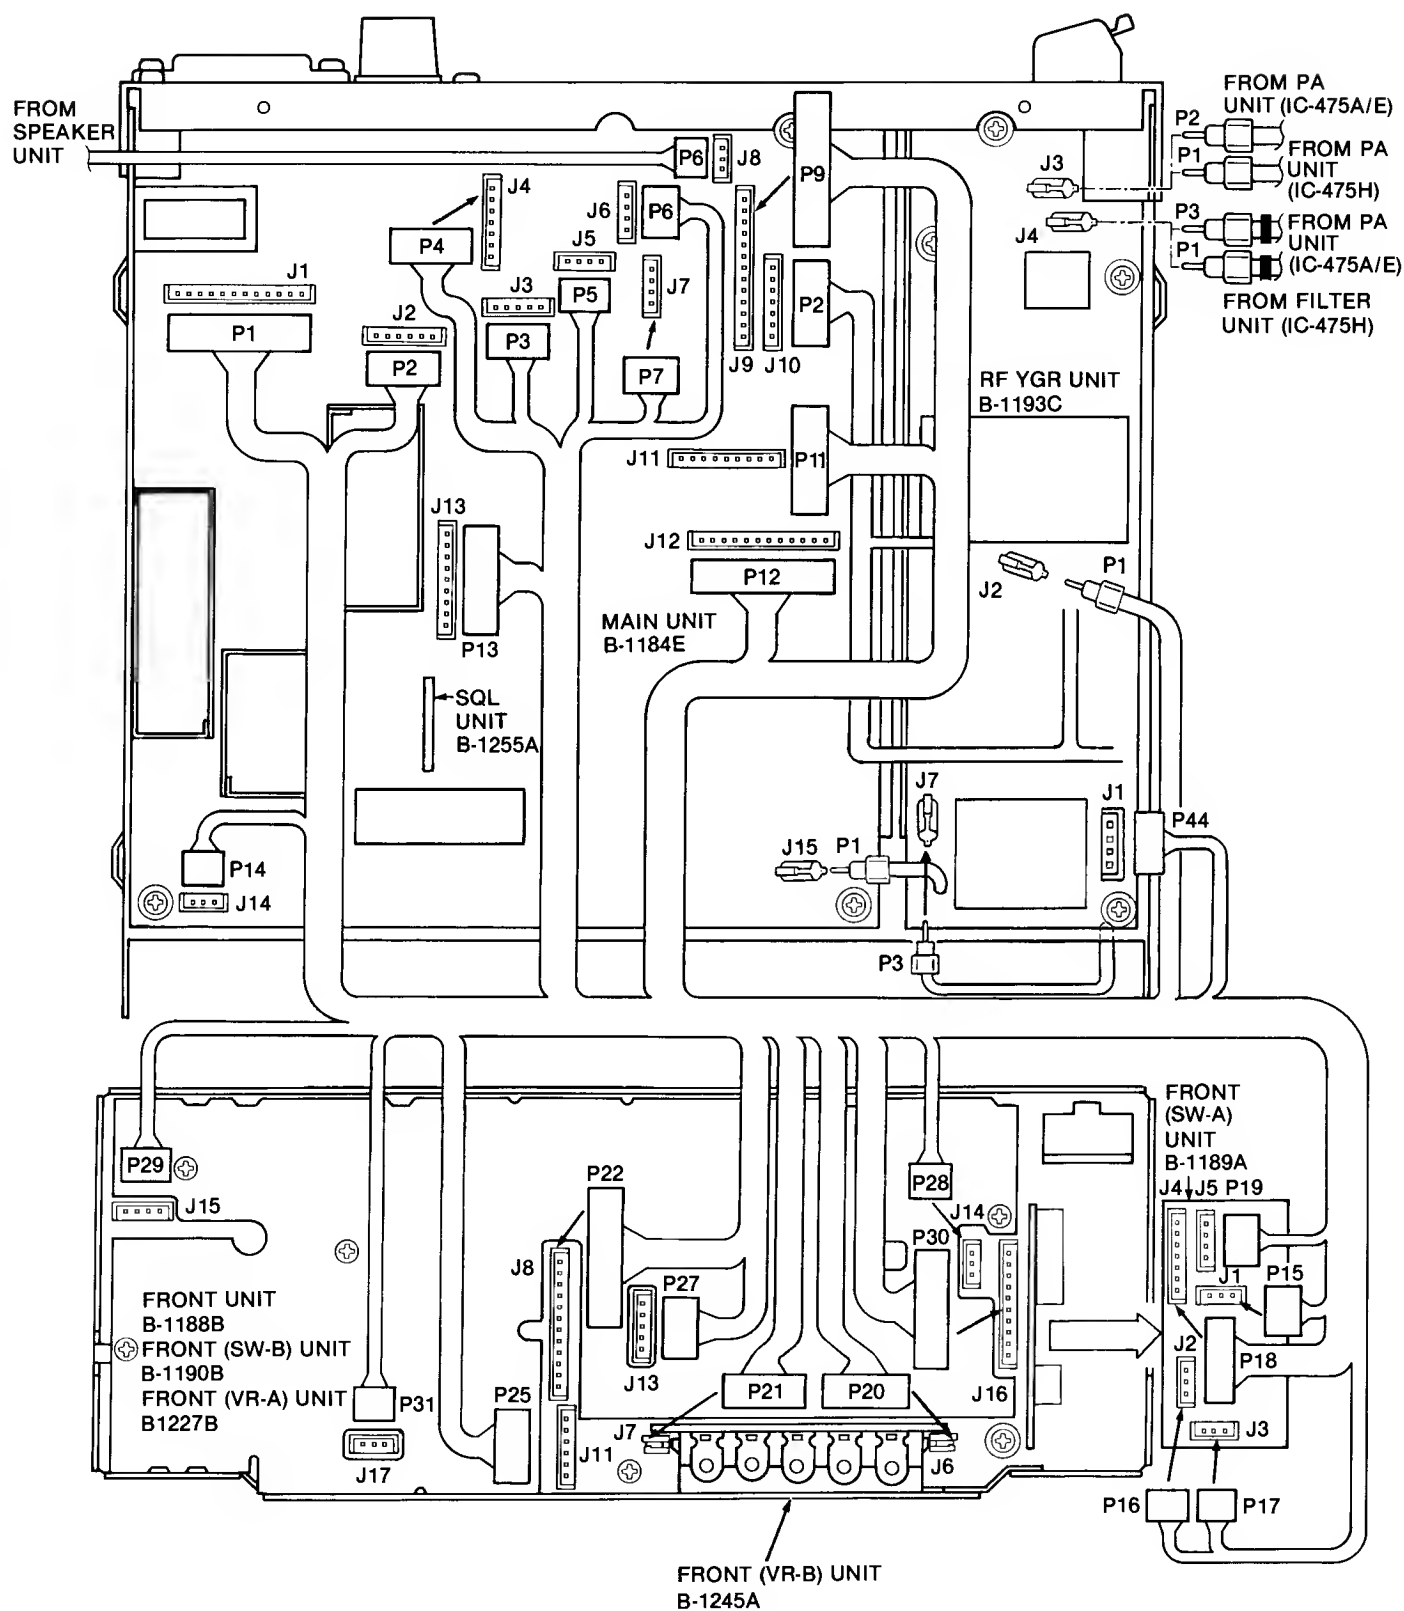 FROM PA
UNIT (IC-475A/E)
FROM
SPEAKER
UNIT
P2
P6
J8
J3
P1
FROM PA
UNIT
(IC-475H)
J4
J6
P6
P9
P4
J4
P3
FROM PA
UNIT
(IC-475A/E)
P1
J5
J1
J7
FROM FILTER
UNIT (IC-475H)
J3
P5
P2
P1
J2
P3
J9
J10
P2
P7
RF YGR UNIT
B-1193C
J11
P11
J13
J12
P12
J2
P1
MAIN UNIT
B-1184E
P13
SQL
UNIT
B-1255A
J7
J1
P44
J15
P1
P14
J14
P3
FRONT
(SW-A)
UNIT
B-1189A
P29
P22
P28
J4
J5
P19
J15
J14
P30
J8
P27
J1
P15
FRONT UNIT
B-1188B
FRONT (SW-B) UNIT
B-1190B
FRONT (VR-A) UNIT
B1227B
J2
P18
J13
P21
P20
J16
P31
P25
J7
J3
J17
J11
J6
P16
P17
FRONT (VR-B) UNIT
B-1245A